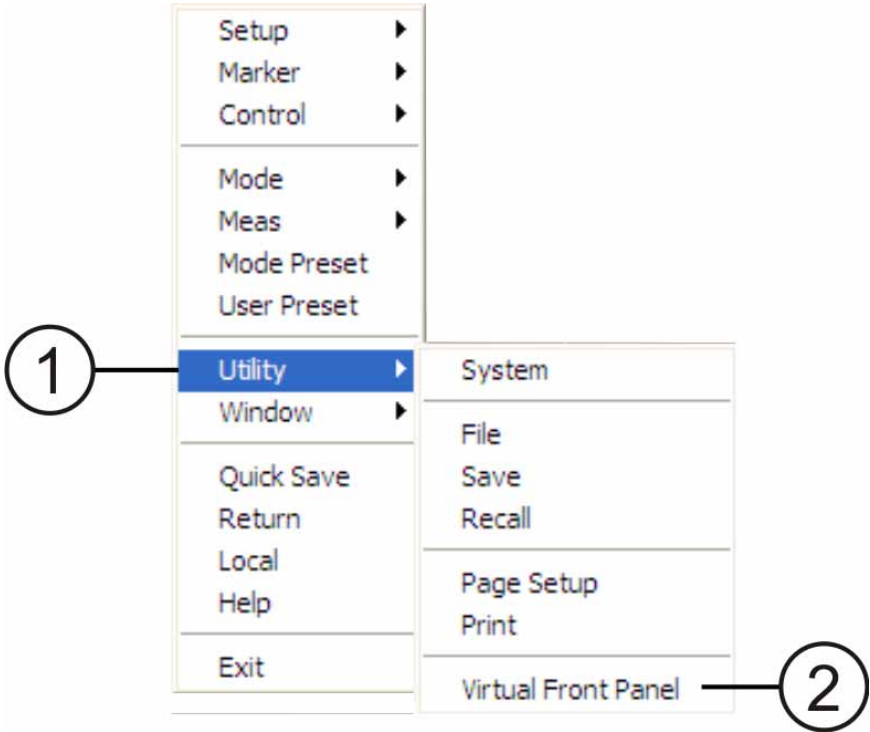 Setup
Marker
Control
Mode
Meas
Mode Preset
User Preset
1
Utility
Window
Quick Save
Return
Local
Help
Exit
System
File
Save
Recall
Page Setup
Print
Virtual Front Panel
2